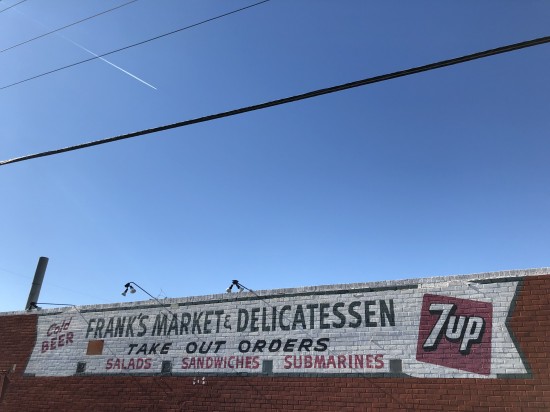 Cold
BEER
FRANK'S MARKET & DELICATESSEN
TAKE OUT ORDERS
SALADS SANDWICHES SUBMARINES
7up